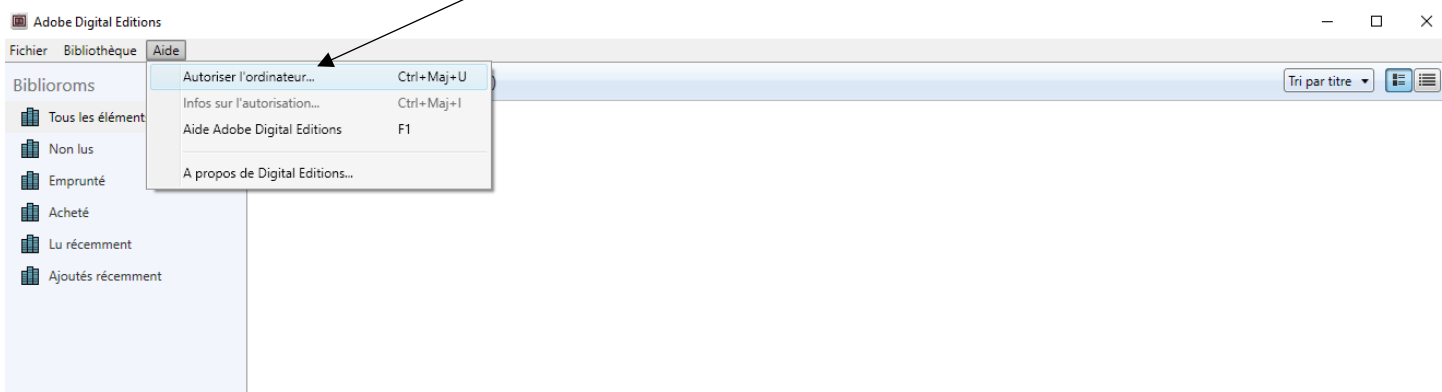 Adobe Digital Editions
Fichier Bibliothèque Aide
Autoriser l'ordinateur... Ctrl+Maj+U
Infos sur l'autorisation... Ctrl+Maj+I
Aide Adobe Digital Editions F1
A propos de Digital Editions...
)
Tri par titre
Biblioroms
Tous les élément
Non lus
Emprunté
Acheté
Lu récemment
Ajoutés récemment